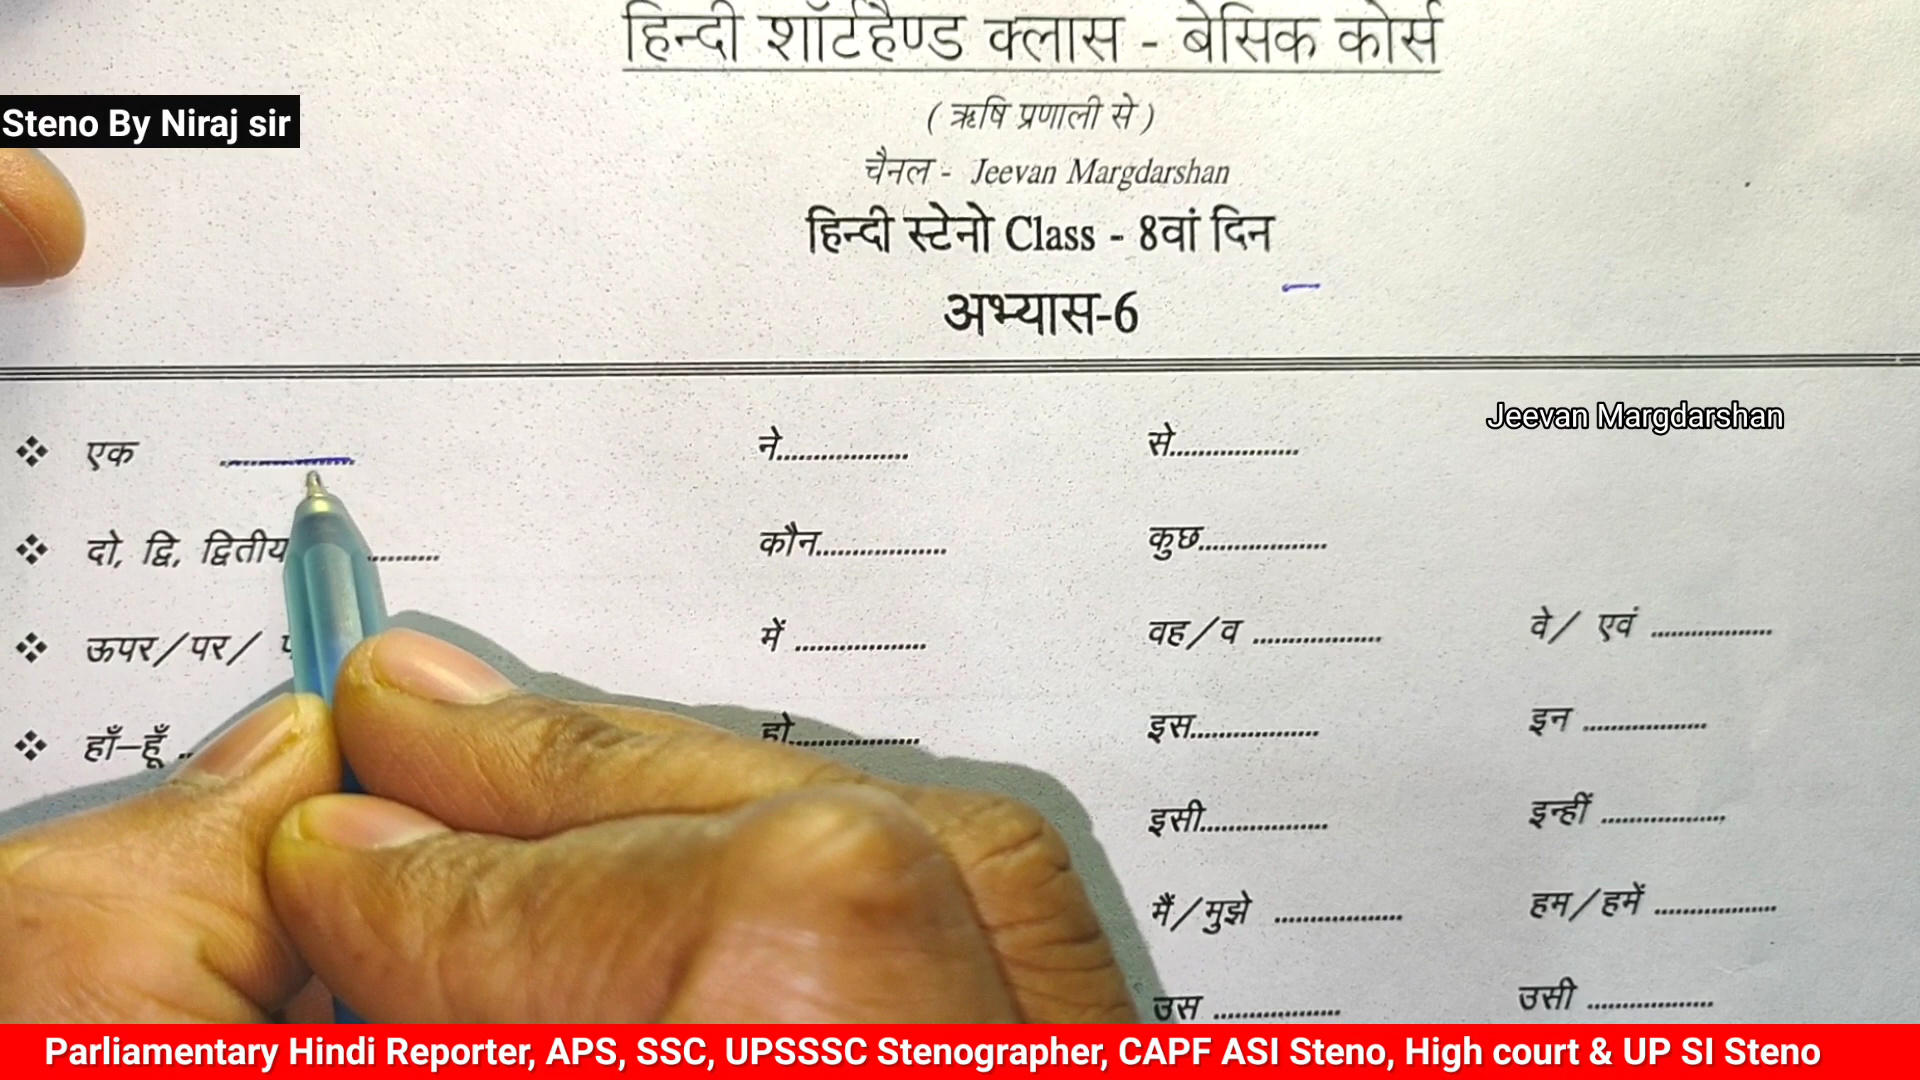 हिन्दी शॉर्टहैण्ड क्लास - बेसिक कोर्स
Steno By Niraj sir
( ऋषि प्रणाली से )
चैनल - Jeevan Margdarshan
हिन्दी स्टेनो Class - 8वां दिन
अभ्यास-6
Jeevan Margdarshan
❖ एक .................. ने.................. से..................
❖ दो, द्वि, द्वितीय .......... कौन.................. कुछ..................
❖ ऊपर/पर/ में .................. वह/व .................. वे/ एवं ..................
❖ हाँ–हूँ .. हो.................. इस.................. इन ..................
इसी.................. इन्हीं ..................
मैं/मुझे .................. हम/हमें ..................
उस .................. उसी ..................
Parliamentary Hindi Reporter, APS, SSC, UPSSSC Stenographer, CAPF ASI Steno, High court & UP SI Steno